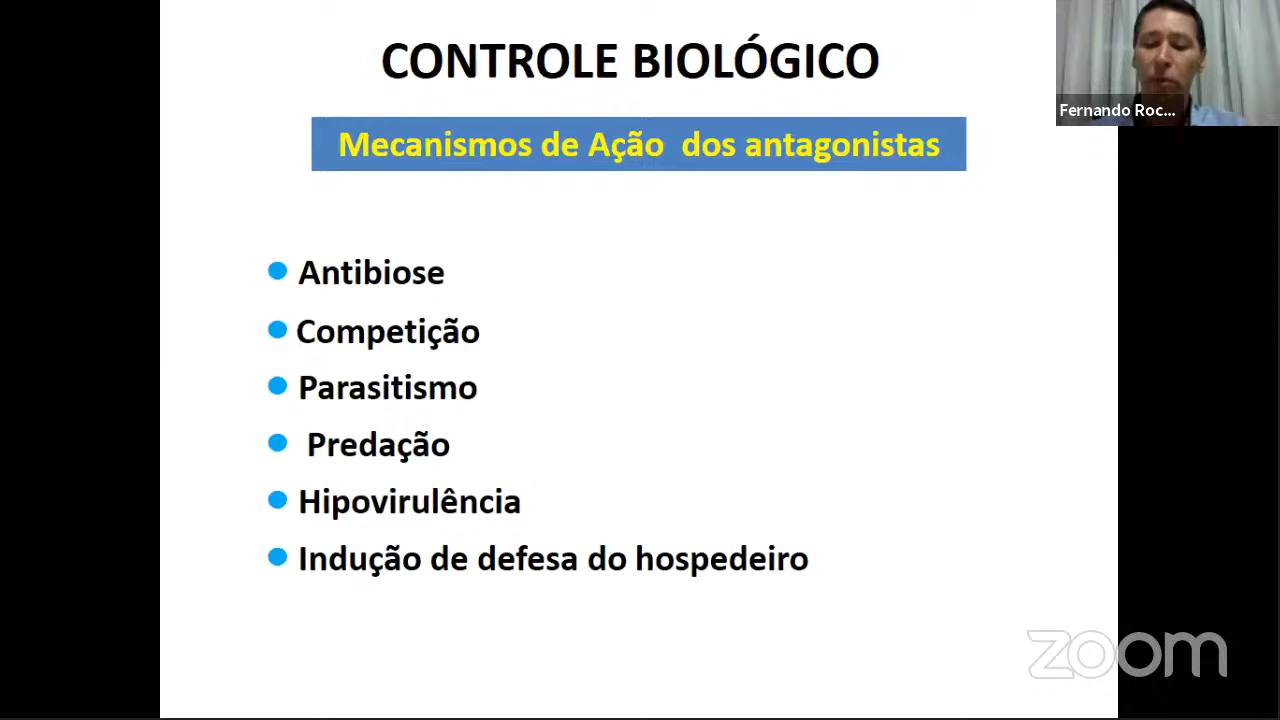 CONTROLE BIOLÓGICO
Fernando Roc...
Mecanismos de Ação dos antagonistas
Antibiose
Competição
Parasitismo
Predação
Hipovirulência
Indução de defesa do hospedeiro
zoom